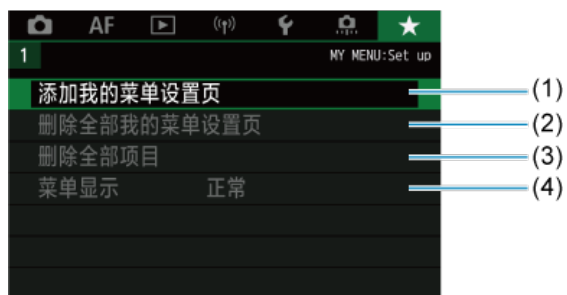 AF
1 MY MENU:Set up
添加我的菜单设置页 (1)
删除全部我的菜单设置页 (2)
删除全部项目 (3)
菜单显示 正常 (4)